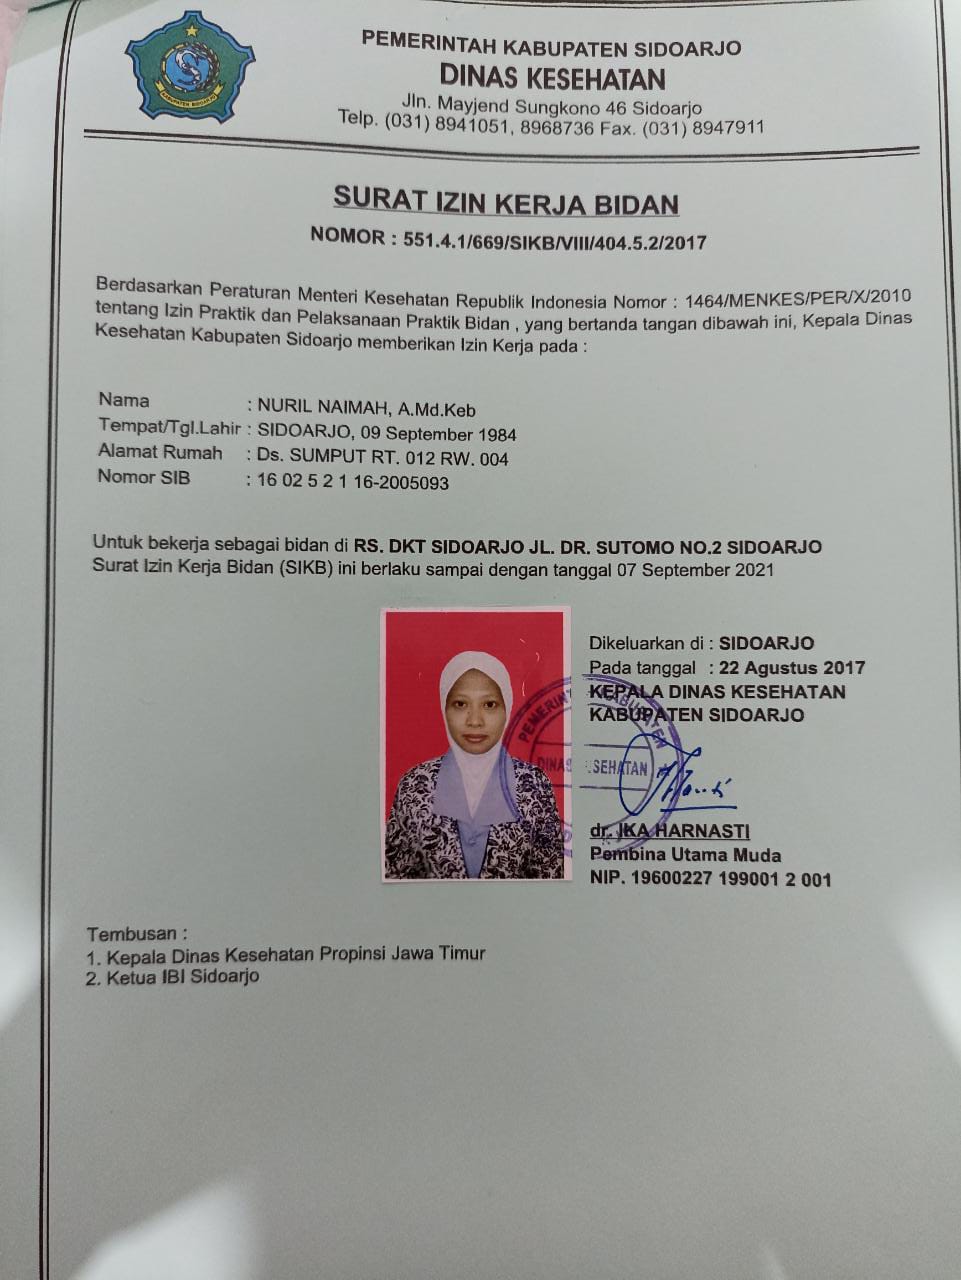 KABUPATEN SIDOARJO
PEMERINTAH KABUPATEN SIDOARJO
DINAS KESEHATAN
Jln. Mayjend Sungkono 46 Sidoarjo
Telp. (031) 8941051, 8968736 Fax. (031) 8947911
SURAT IZIN KERJA BIDAN
NOMOR : 551.4.1/669/SIKB/VIII/404.5.2/2017
Berdasarkan Peraturan Menteri Kesehatan Republik Indonesia Nomor : 1464/MENKES/PER/X/2010
tentang Izin Praktik dan Pelaksanaan Praktik Bidan , yang bertanda tangan dibawah ini, Kepala Dinas
Kesehatan Kabupaten Sidoarjo memberikan Izin Kerja pada :
Nama : NURIL NAIMAH, A.Md.Keb
Tempat/Tgl.Lahir : SIDOARJO, 09 September 1984
Alamat Rumah : Ds. SUMPUT RT. 012 RW. 004
Nomor SIB : 16 02 5 2 1 16-2005093
Untuk bekerja sebagai bidan di RS. DKT SIDOARJO JL. DR. SUTOMO NO.2 SIDOARJO
Surat Izin Kerja Bidan (SIKB) ini berlaku sampai dengan tanggal 07 September 2021
Dikeluarkan di : SIDOARJO
Pada tanggal : 22 Agustus 2017
KEPALA DINAS KESEHATAN
KABUPATEN SIDOARJO
dr. IKA HARNASTI
Pembina Utama Muda
NIP. 19600227 199001 2 001
Tembusan :
1. Kepala Dinas Kesehatan Propinsi Jawa Timur
2. Ketua IBI Sidoarjo